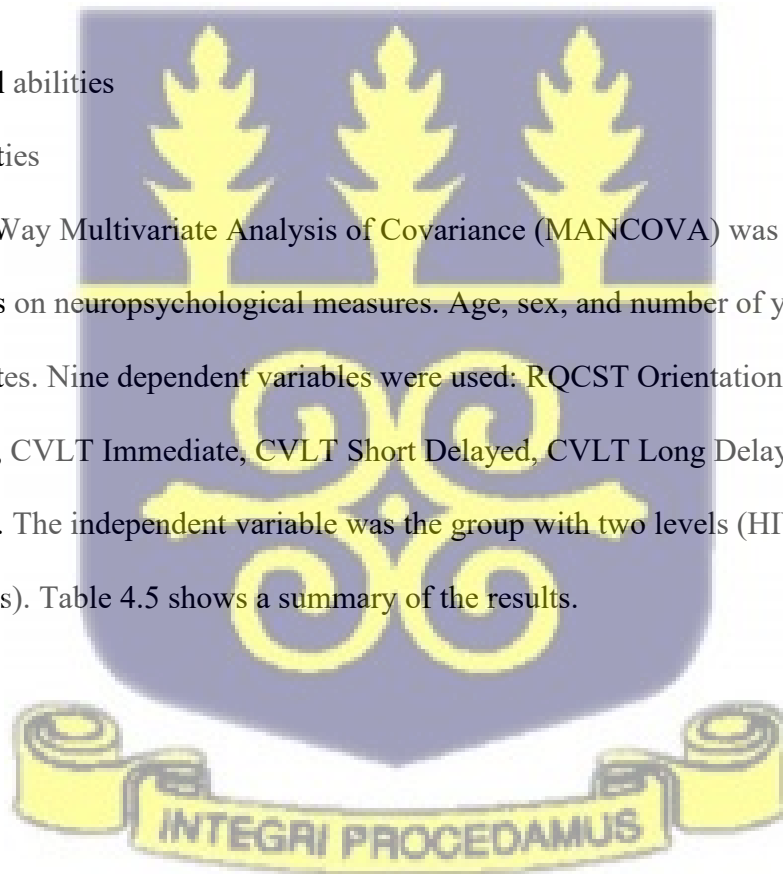 l abilities
ties
Way Multivariate Analysis of Covariance (MANCOVA) was
s on neuropsychological measures. Age, sex, and number of y
tes. Nine dependent variables were used: RQCST Orientation
, CVLT Immediate, CVLT Short Delayed, CVLT Long Delay
. The independent variable was the group with two levels (HI
s). Table 4.5 shows a summary of the results.
INTEGRI PROCEDAMUS